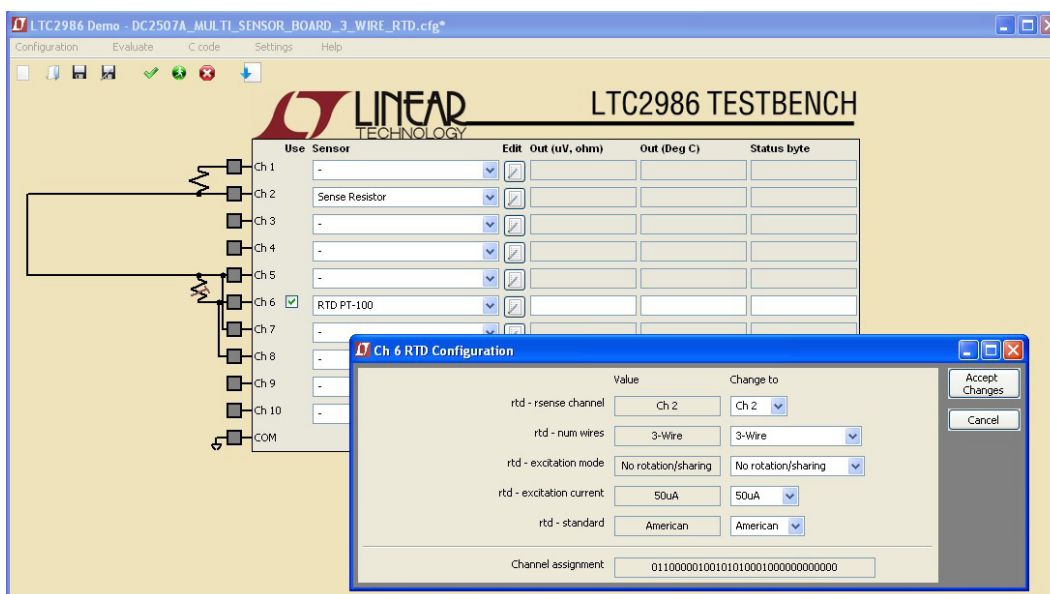 LTC2986 Demo - DC2507A_MULTI_SENSOR_BOARD_3_WIRE_RTD.cfg*
Configuration Evaluate C code Settings Help
LINEAR TECHNOLOGY
LTC2986 TESTBENCH
Use Sensor Edit Out (uV, ohm) Out (Deg C) Status byte
Ch 1 -
Ch 2 Sense Resistor
Ch 3 -
Ch 4 -
Ch 5 -
Ch 6 RTD PT-100
Ch 7 -
Ch 8 -
Ch 9 -
Ch 10 -
COM
Ch 6 RTD Configuration
Value Change to
Accept Changes
rtd - rsense channel Ch 2 Ch 2
Cancel
rtd - num wires 3-Wire 3-Wire
rtd - excitation mode No rotation/sharing No rotation/sharing
rtd - excitation current 50uA 50uA
rtd - standard American American
Channel assignment 01100000100101010001000000000000